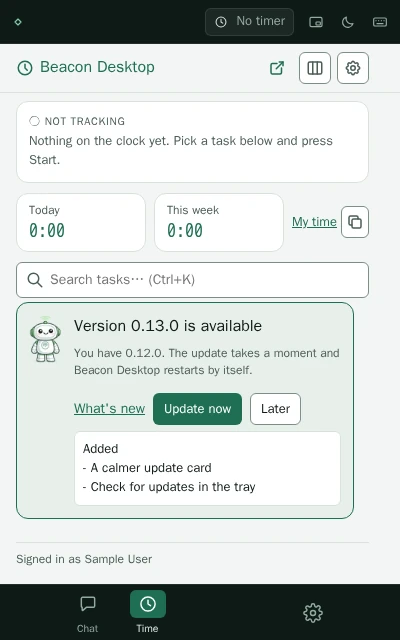 No timer
Beacon Desktop
NOT TRACKING
Nothing on the clock yet. Pick a task below and press
Start.
Today
0:00
This week
0:00
My time
Search tasks··· (Ctrl+K)
Version 0.13.0 is available
You have 0.12.0. The update takes a moment and
Beacon Desktop restarts by itself.
What's new
Update now
Later
Added
- A calmer update card
- Check for updates in the tray
Signed in as Sample User
Chat
Time